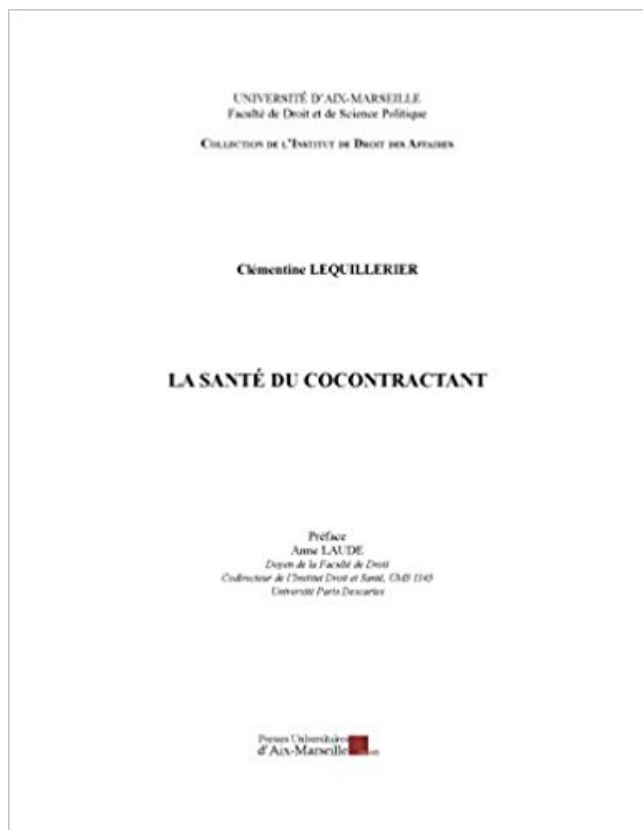 UNIVERSITÉ D'AIX-MARSEILLE
Faculté de Droit et de Science Politique
COLLECTION DE L'INSTITUT DE DROIT DES AFFAIRES
Clémentine LEQUILLERIER
LA SANTÉ DU COCONTRACTANT
Préface
Anne LAUDE
Doyen de la Faculté de Droit
Codirecteur de l'Institut Droit et Santé, UMS 1145
Université Paris Descartes
Presses Universitaires
d'Aix-Marseille